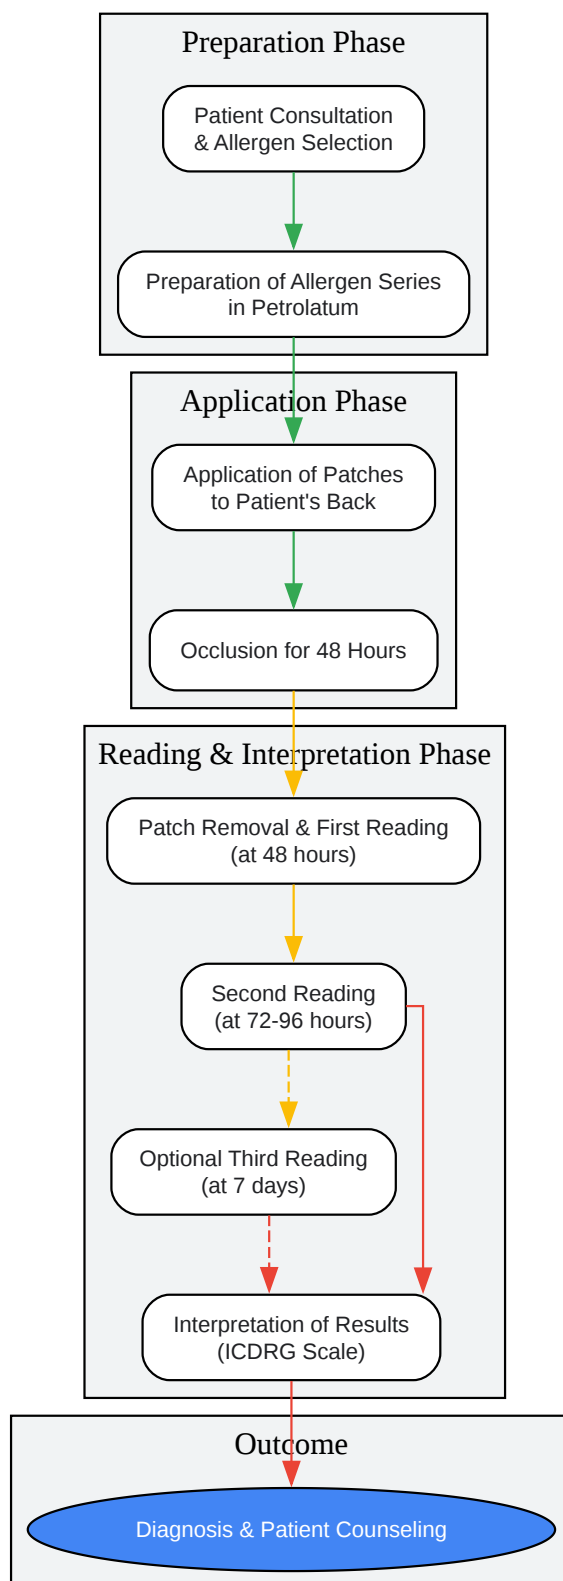 Preparation Phase
Patient Consultation
& Allergen Selection
Preparation of Allergen Series
in Petrolatum
Application Phase
Application of Patches
to Patient's Back
Occlusion for 48 Hours
Reading & Interpretation Phase
Patch Removal & First Reading
(at 48 hours)
Second Reading
(at 72-96 hours)
Optional Third Reading
(at 7 days)
Interpretation of Results
(ICDRG Scale)
Outcome
Diagnosis & Patient Counseling